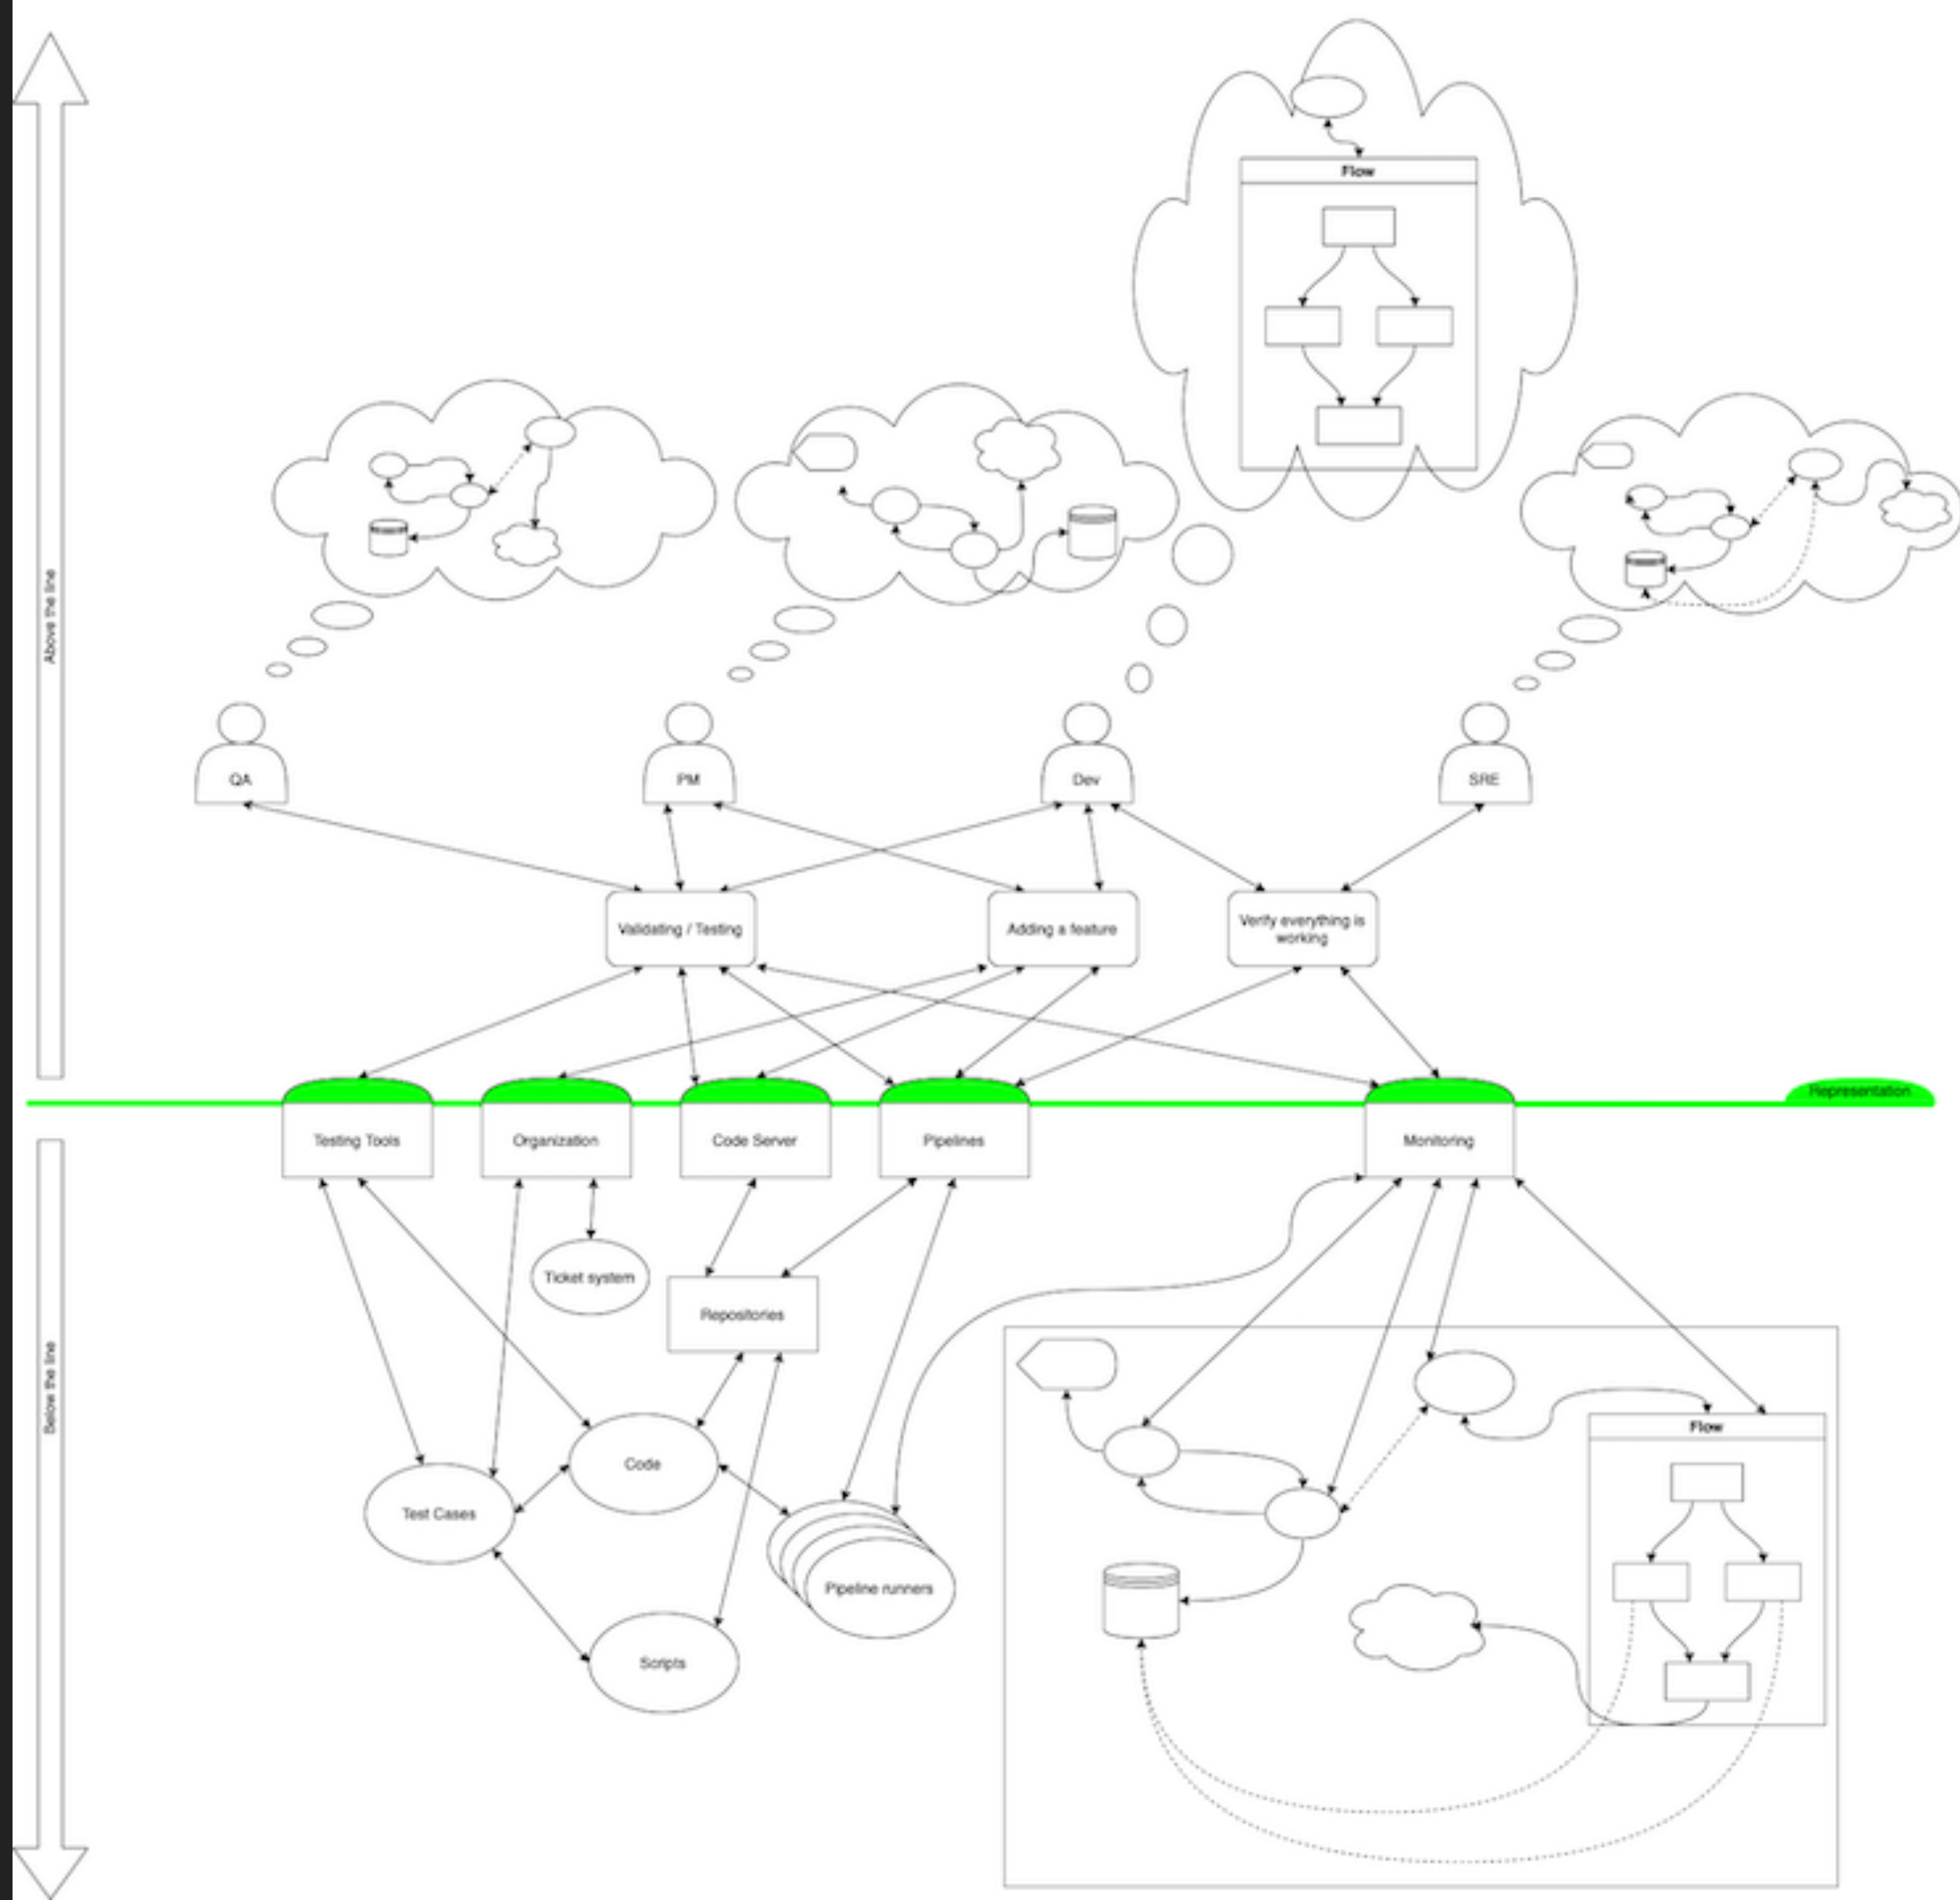 Flow
Above the line
QA
PM
Dev
SRE
Validating / Testing
Adding a feature
Verify everything is
working
Representation
Testing Tools
Organization
Code Server
Pipelines
Monitoring
Below the line
Ticket system
Repositories
Flow
Code
Test Cases
Pipeline runners
Scripts